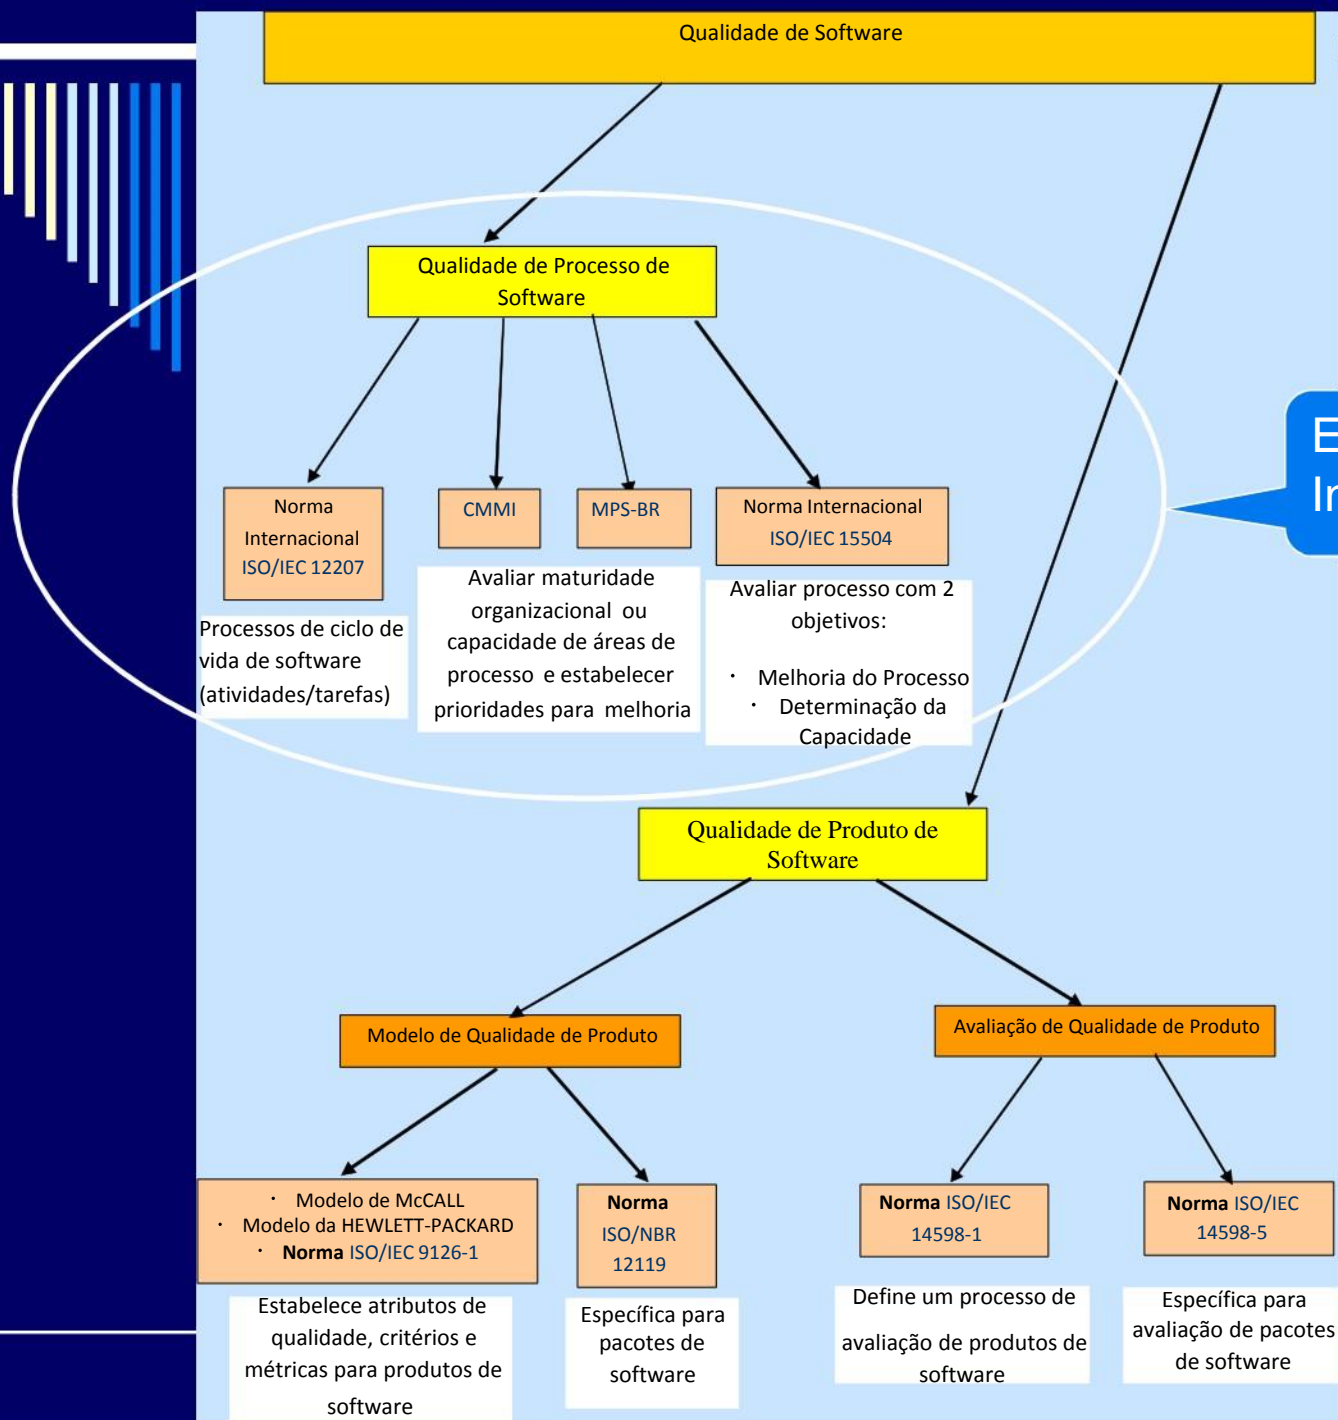 Qualidade de Software
Qualidade de Processo de
Software
Norma
Internacional
ISO/IEC 12207
CMMI
MPS-BR
Norma Internacional
ISO/IEC 15504
Processos de ciclo de
vida de software
(atividades/tarefas)
Avaliar maturidade
organizacional ou
capacidade de áreas de
processo e estabelecer
prioridades para melhoria
Avaliar processo com 2
objetivos:
· Melhoria do Processo
· Determinação da
Capacidade
Qualidade de Produto de
Software
Modelo de Qualidade de Produto
Avaliação de Qualidade de Produto
· Modelo de McCALL
· Modelo da HEWLETT-PACKARD
· Norma ISO/IEC 9126-1
Norma
ISO/NBR
12119
Norma ISO/IEC
14598-1
Norma ISO/IEC
14598-5
Estabelece atributos de
qualidade, critérios e
métricas para produtos de
software
Específica para
pacotes de
software
Define um processo de
avaliação de produtos de
software
Específica para
avaliação de pacotes
de software